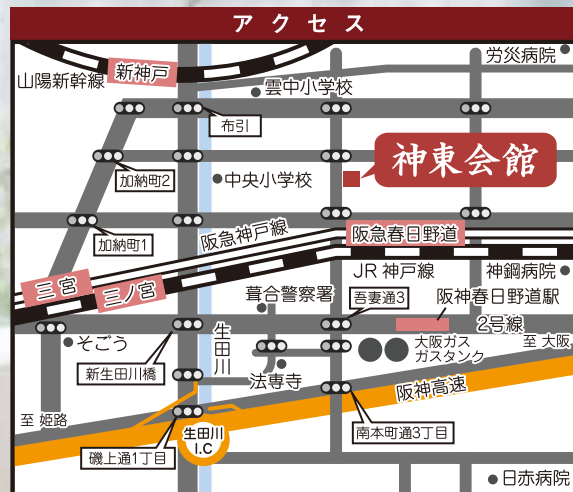 アクセス
労災病院
山陽新幹線
新神戸
雲中小学校
布引
加納町2
中央小学校
神東会館
加納町1
阪急神戸線
阪急春日野道
三宮
三ノ宮
JR神戸線
神鋼病院
葺合警察署
吾妻通3
阪神春日野道駅
2号線
そごう
生田川
大阪ガス
ガスタンク
至 大阪
新生田川橋
法専寺
阪神高速
至 姫路
生田川
I.C
南本町通3丁目
磯上通1丁目
日赤病院